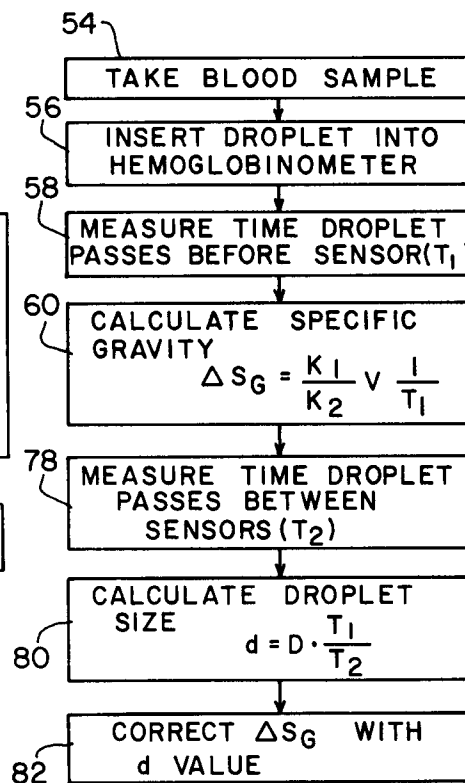 54
TAKE BLOOD SAMPLE
56
INSERT DROPLET INTO
HEMOGLOBINOMETER
58
MEASURE TIME DROPLET
PASSES BEFORE SENSOR(T₁)
60
CALCULATE SPECIFIC
GRAVITY
ΔS_G = K₁/K₂ V 1/T₁
78
MEASURE TIME DROPLET
PASSES BETWEEN
SENSORS(T₂)
80
CALCULATE DROPLET
SIZE
d = D · T₁/T₂
82
CORRECT ΔS_G WITH
d VALUE